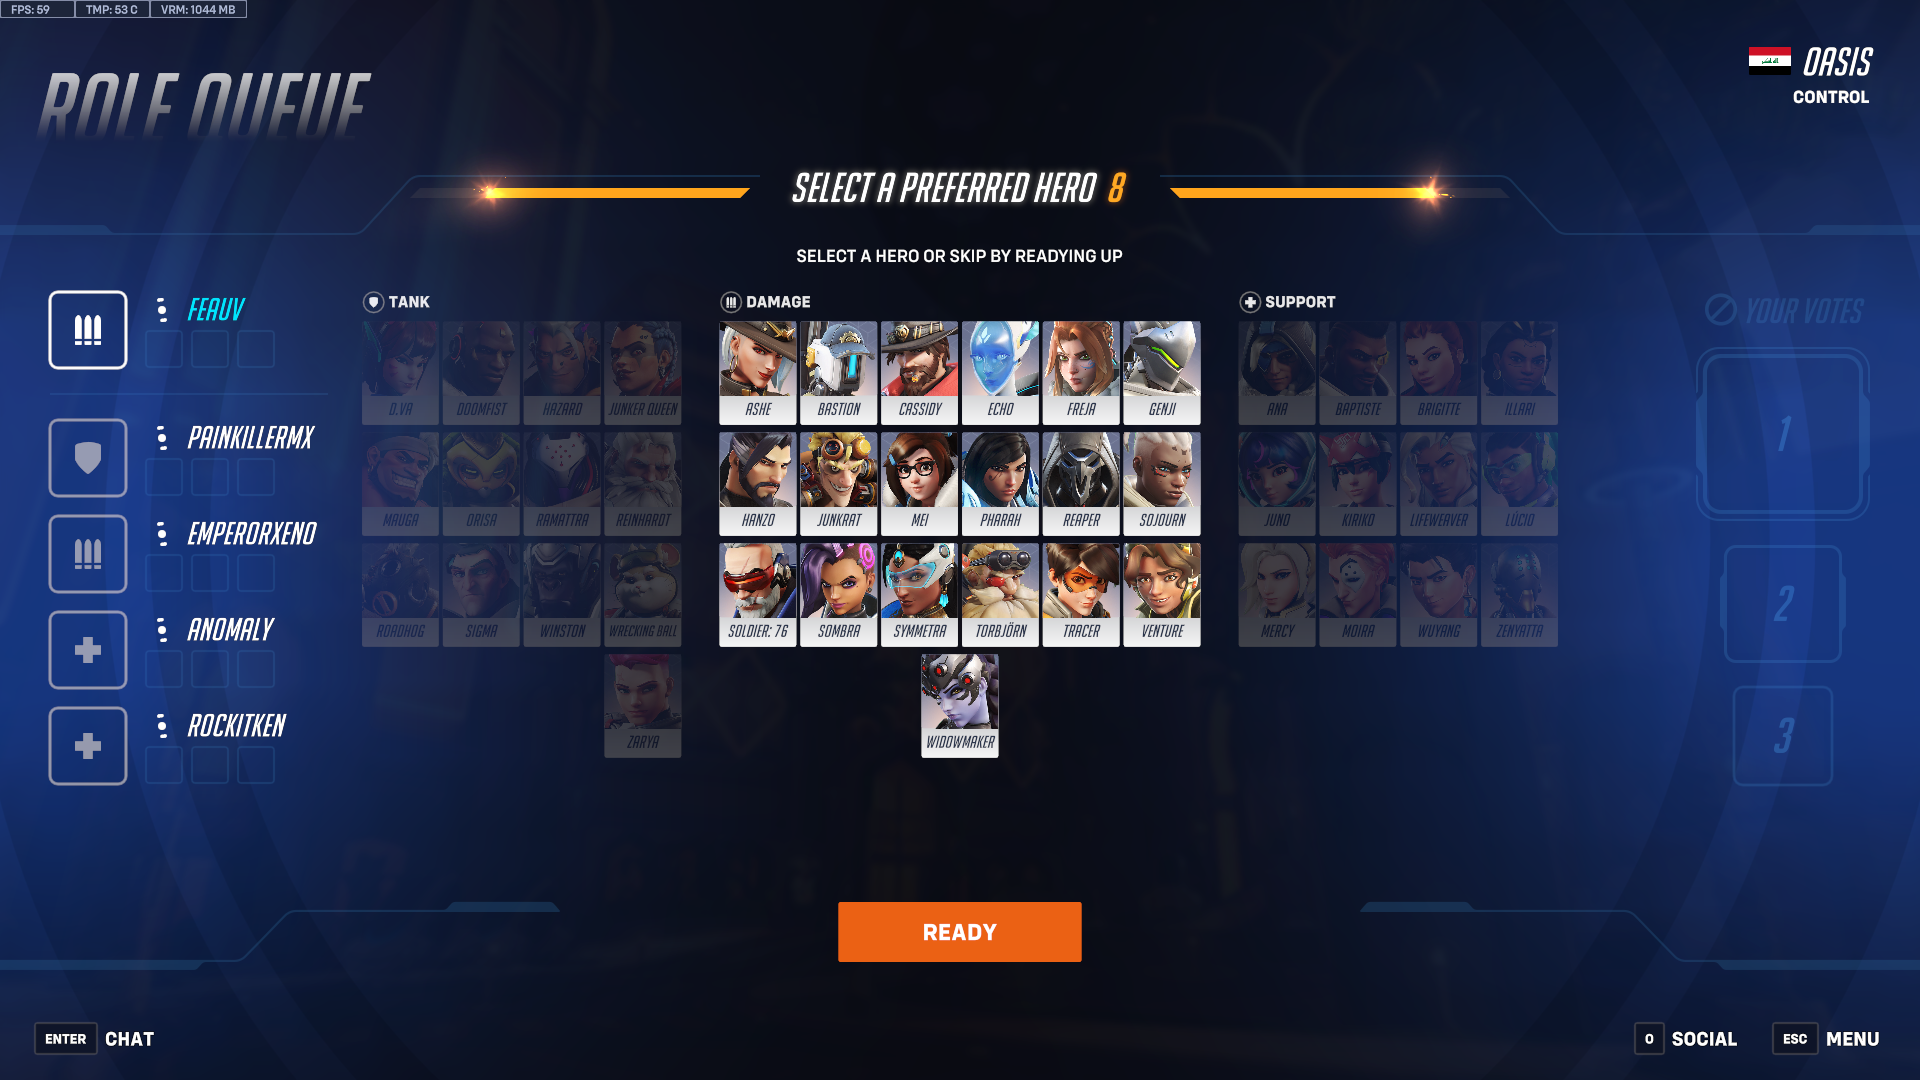 FPS: 59 TMP: 53 C VRM: 1044 MB
ROLE QUEUE
OASIS
CONTROL
SELECT A PREFERRED HERO 8
SELECT A HERO OR SKIP BY READYING UP
FEAUV
PAINKILLERMX
EMPERORXENO
ANOMALY
ROCKITKEN
TANK
D.VA DOOMFIST HAZARD JUNKER QUEEN
MAUGA ORISA RAMATTRA REINHARDT
ROADHOG SIGMA WINSTON WRECKING BALL
ZARYA
DAMAGE
ASHE BASTION CASSIDY ECHO FREJA GENJI
HANZO JUNKRAT MEI PHARAH REAPER SOJOURN
SOLDIER: 76 SOMBRA SYMMETRA TORBJÖRN TRACER VENTURE
WIDOWMAKER
SUPPORT
ANA BAPTISTE BRIGITTE ILLARI
JUNO KIRIKO LIFEWEAVER LÚCIO
MERCY MOIRA WUYANG ZENYATTA
YOUR VOTES
1
2
3
READY
ENTER CHAT
O SOCIAL ESC MENU